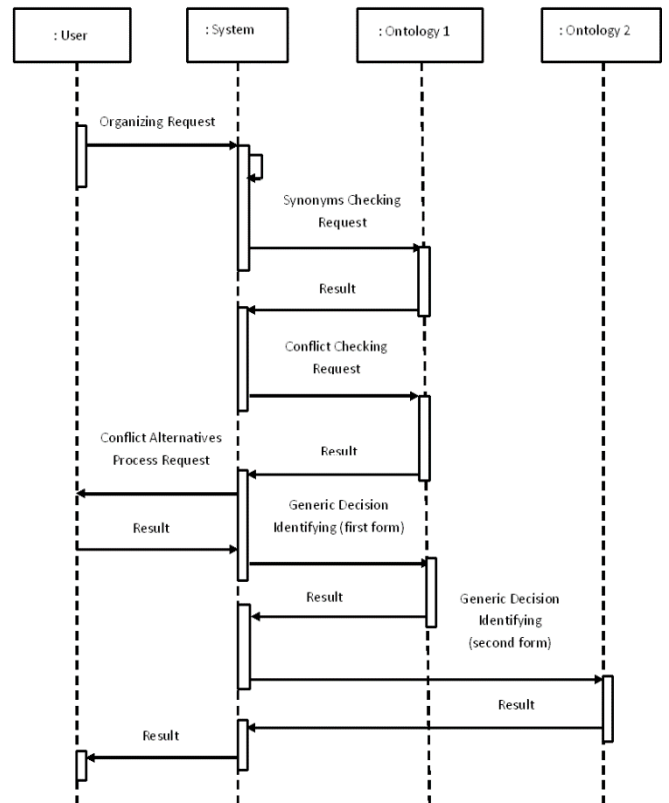 : User
: System
: Ontology 1
: Ontology 2
Organizing Request
Synonyms Checking
Request
Result
Conflict Checking
Request
Conflict Alternatives
Process Request
Result
Generic Decision
Identifying (first form)
Result
Result
Generic Decision
Identifying
(second form)
Result
Result